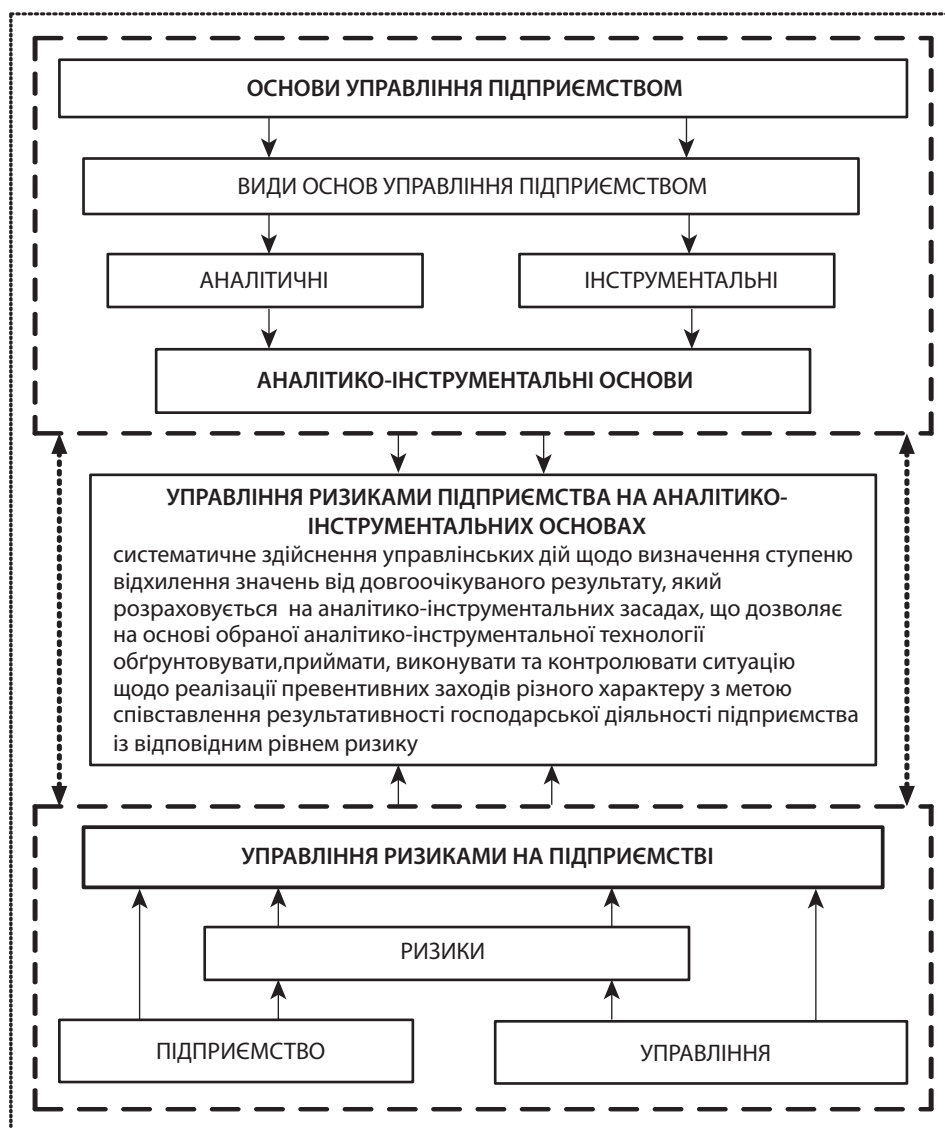 ОСНОВИ УПРАВЛІННЯ ПІДПРИЄМСТВОМ
ВИДИ ОСНОВ УПРАВЛІННЯ ПІДПРИЄМСТВОМ
АНАЛІТИЧНІ
ІНСТРУМЕНТАЛЬНІ
АНАЛІТИКО-ІНСТРУМЕНТАЛЬНІ ОСНОВИ
УПРАВЛІННЯ РИЗИКАМИ ПІДПРИЄМСТВА НА АНАЛІТИКО-
ІНСТРУМЕНТАЛЬНИХ ОСНОВАХ
систематичне здійснення управлінських дій щодо визначення ступеню
відхилення значень від довгоочікуваного результату, який
розраховується на аналітико-інструментальних засадах, що дозволяє
на основі обраної аналітико-інструментальної технології
обґрунтовувати,приймати, виконувати та контролювати ситуацію
щодо реалізації превентивних заходів різного характеру з метою
співставлення результативності господарської діяльності підприємства
із відповідним рівнем ризику
УПРАВЛІННЯ РИЗИКАМИ НА ПІДПРИЄМСТВІ
РИЗИКИ
ПІДПРИЄМСТВО
УПРАВЛІННЯ